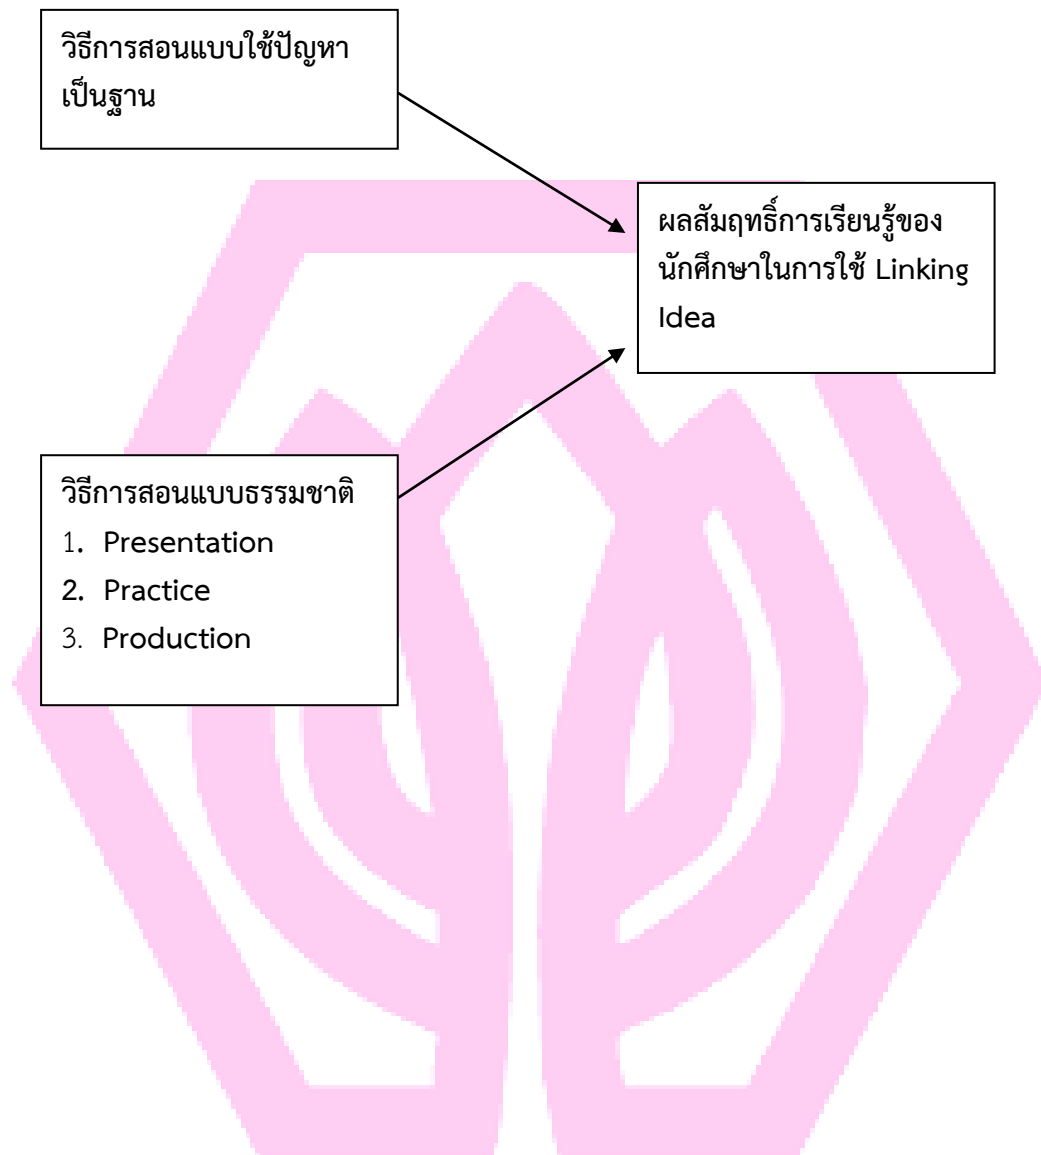 วิธีการสอนแบบใช้ปัญหา
เป็นฐาน
ผลสัมฤทธิ์การเรียนรู้ของ
นักศึกษาในการใช้ Linking
Idea
วิธีการสอนแบบธรรมชาติ
1. Presentation
2. Practice
3. Production